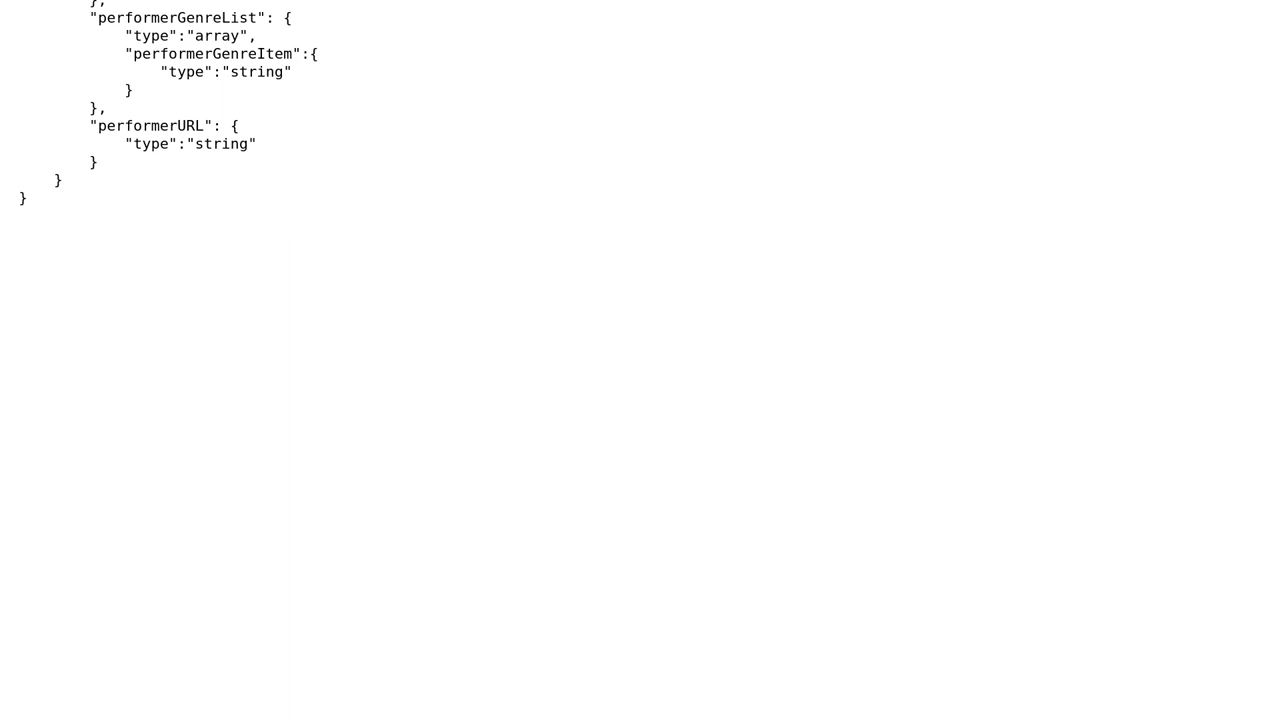 },
        "performerGenreList": {
            "type":"array",
            "performerGenreItem":{
                "type":"string"
            }
        },
        "performerURL": {
            "type":"string"
        }
    }
}